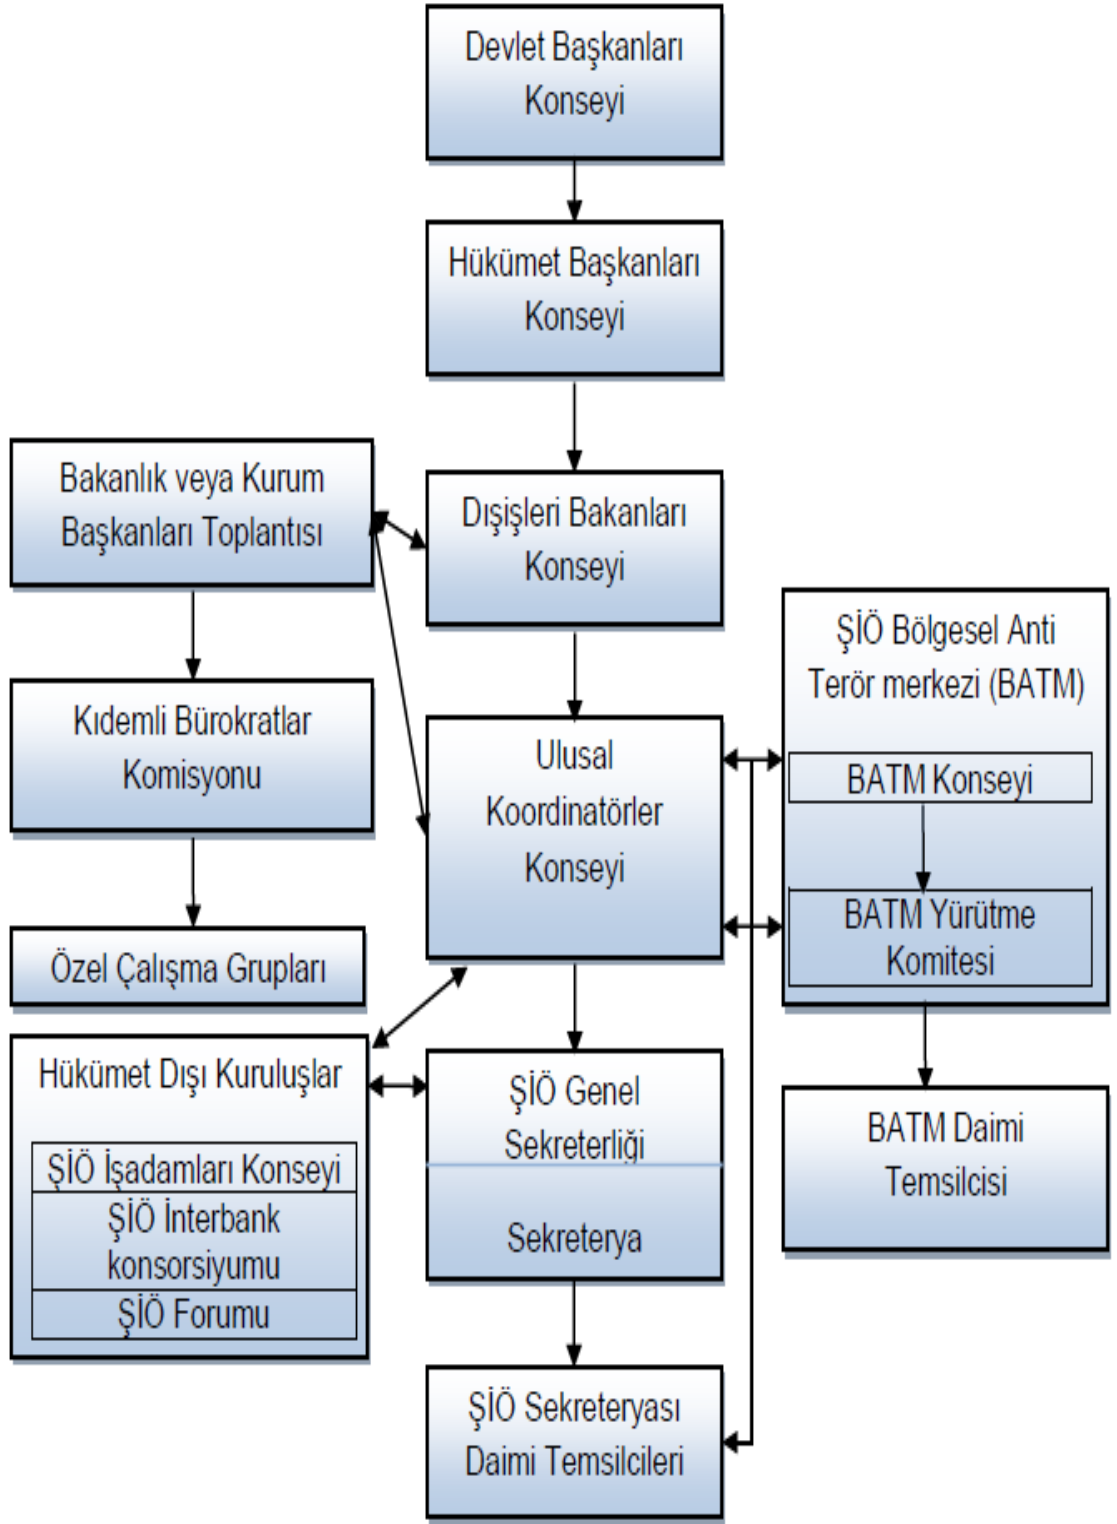 Devlet Başkanları
Konseyi
Hükümet Başkanları
Konseyi
Bakanlık veya Kurum
Başkanları Toplantısı
Dışişleri Bakanları
Konseyi
ŞİÖ Bölgesel Anti
Terör merkezi (BATM)
BATM Konseyi
BATM Yürütme
Komitesi
Kıdemli Bürokratlar
Komisyonu
Ulusal
Koordinatörler
Konseyi
Özel Çalışma Grupları
Hükümet Dışı Kuruluşlar
ŞİÖ İşadamları Konseyi
ŞİÖ İnterbank
konsorsiyumu
ŞİÖ Forumu
ŞİÖ Genel
Sekreterliği
Sekreterya
BATM Daimi
Temsilcisi
ŞİÖ Sekreteryası
Daimi Temsilcileri